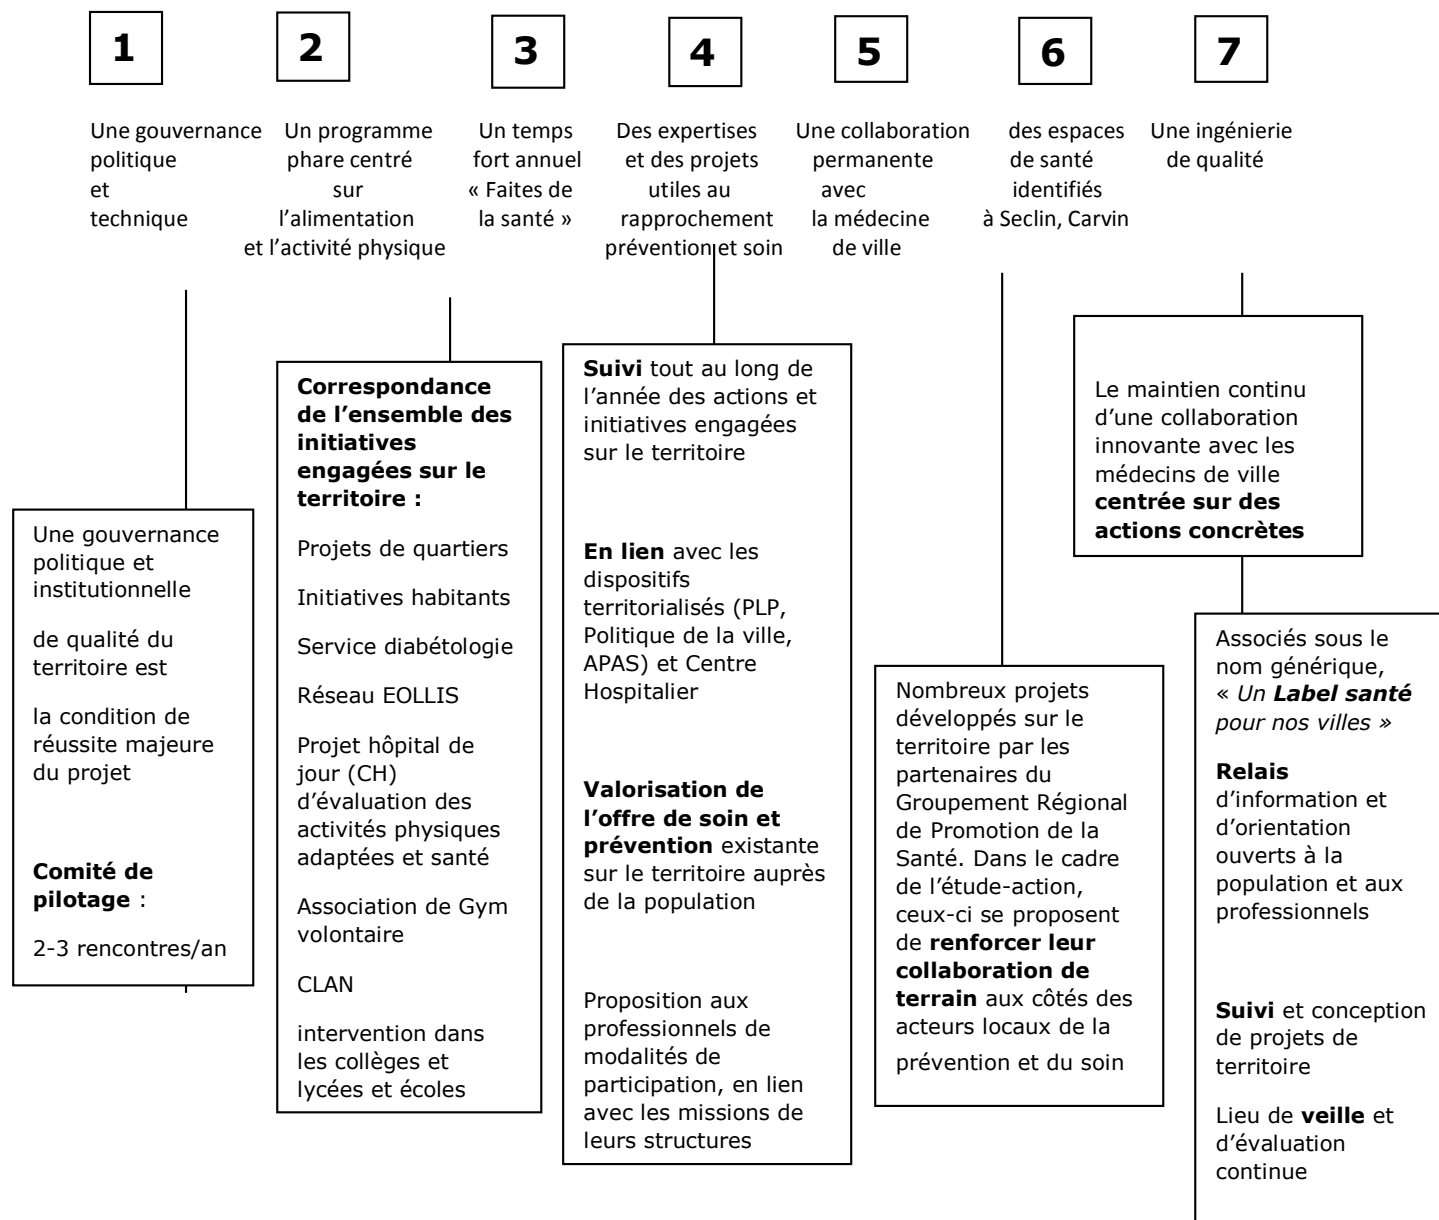 1
2
3
4
5
6
7
Une gouvernance
politique
et
technique
Un programme
phare centré
sur
l’alimentation
et l’activité physique
Un temps
fort annuel
« Faites de
la santé »
Des expertises
et des projets
utiles au
rapprochement
prévention et soin
Une collaboration
permanente
avec
la médecine
de ville
des espaces
de santé
identifiés
à Seclin, Carvin
Une ingénierie
de qualité
Une gouvernance
politique et
institutionnelle
de qualité du
territoire est
la condition de
réussite majeure
du projet
Comité de
pilotage :
2-3 rencontres/an
Correspondance
de l’ensemble des
initiatives
engagées sur le
territoire :
Projets de quartiers
Initiatives habitants
Service diabétologie
Réseau EOLLIS
Projet hôpital de
jour (CH)
d’évaluation des
activités physiques
adaptées et santé
Association de Gym
volontaire
CLAN
intervention dans
les collèges et
lycées et écoles
Suivi tout au long de
l’année des actions et
initiatives engagées
sur le territoire
En lien avec les
dispositifs
territorialisés (PLP,
Politique de la ville,
APAS) et Centre
Hospitalier
Valorisation de
l’offre de soin et
prévention existante
sur le territoire auprès
de la population
Proposition aux
professionnels de
modalités de
participation, en lien
avec les missions de
leurs structures
Nombreux projets
développés sur le
territoire par les
partenaires du
Groupement Régional
de Promotion de la
Santé. Dans le cadre
de l’étude-action,
ceux-ci se proposent
de renforcer leur
collaboration de
terrain aux côtés des
acteurs locaux de la
prévention et du soin
Le maintien continu
d’une collaboration
innovante avec les
médecins de ville
centrée sur des
actions concrètes
Associés sous le
nom générique,
« Un Label santé
pour nos villes »
Relais
d’information et
d’orientation
ouverts à la
population et aux
professionnels
Suivi et conception
de projets de
territoire
Lieu de veille et
d’évaluation
continue